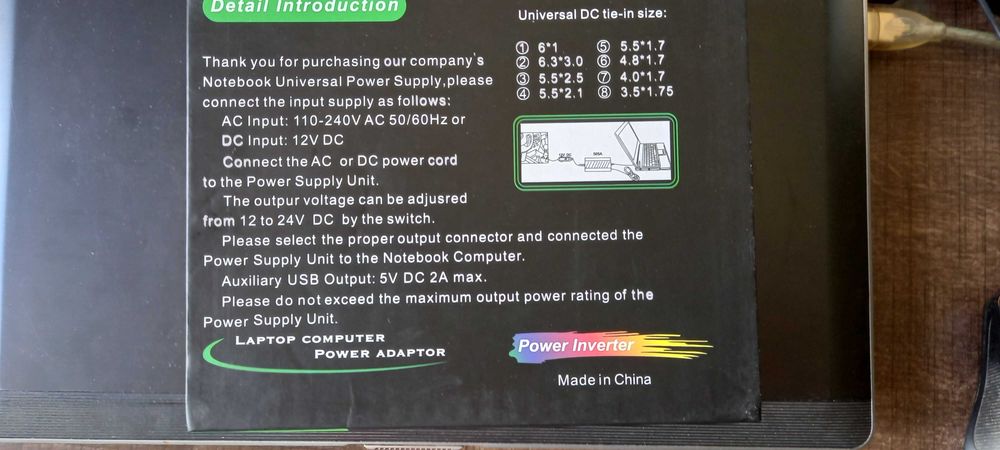 Detail Introduction
Thank you for purchasing our company's
Notebook Universal Power Supply,please
connect the input supply as follows:
AC Input: 110-240V AC 50/60Hz or
DC Input: 12V DC
Connect the AC or DC power cord
to the Power Supply Unit.
The outpur voltage can be adjusred
from 12 to 24V DC by the switch.
Please select the proper output connector and connected the
Power Supply Unit to the Notebook Computer.
Auxiliary USB Output: 5V DC 2A max.
Please do not exceed the maximum output power rating of the
Power Supply Unit.
LAPTOP COMPUTER
POWER ADAPTOR
Universal DC tie-in size:
① 6*1 ⑤ 5.5*1.7
② 6.3*3.0 ⑥ 4.8*1.7
③ 5.5*2.5 ⑦ 4.0*1.7
④ 5.5*2.1 ⑧ 3.5*1.75
12V DC
Power Inverter
Made in China